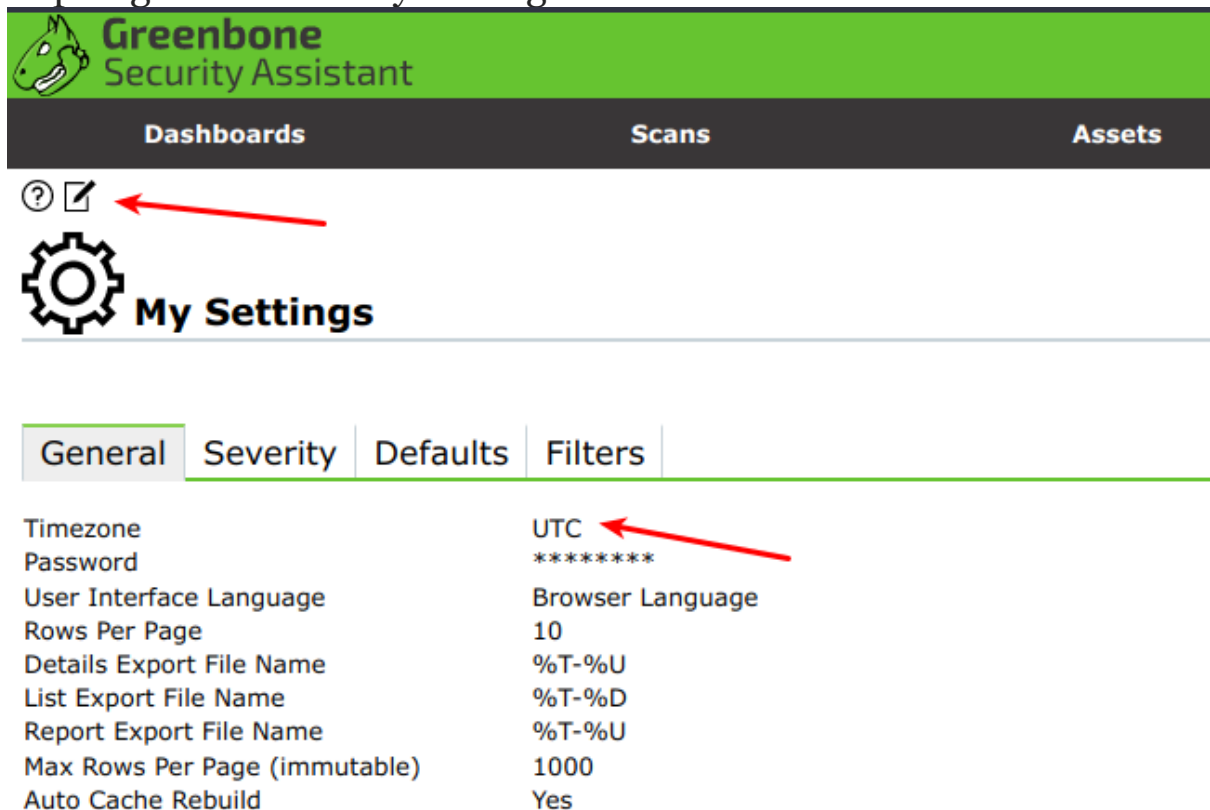 Greenbone
Security Assistant
Dashboards Scans Assets
My Settings
General Severity Defaults Filters
Timezone UTC
Password ********
User Interface Language Browser Language
Rows Per Page 10
Details Export File Name %T-%U
List Export File Name %T-%D
Report Export File Name %T-%U
Max Rows Per Page (immutable) 1000
Auto Cache Rebuild Yes